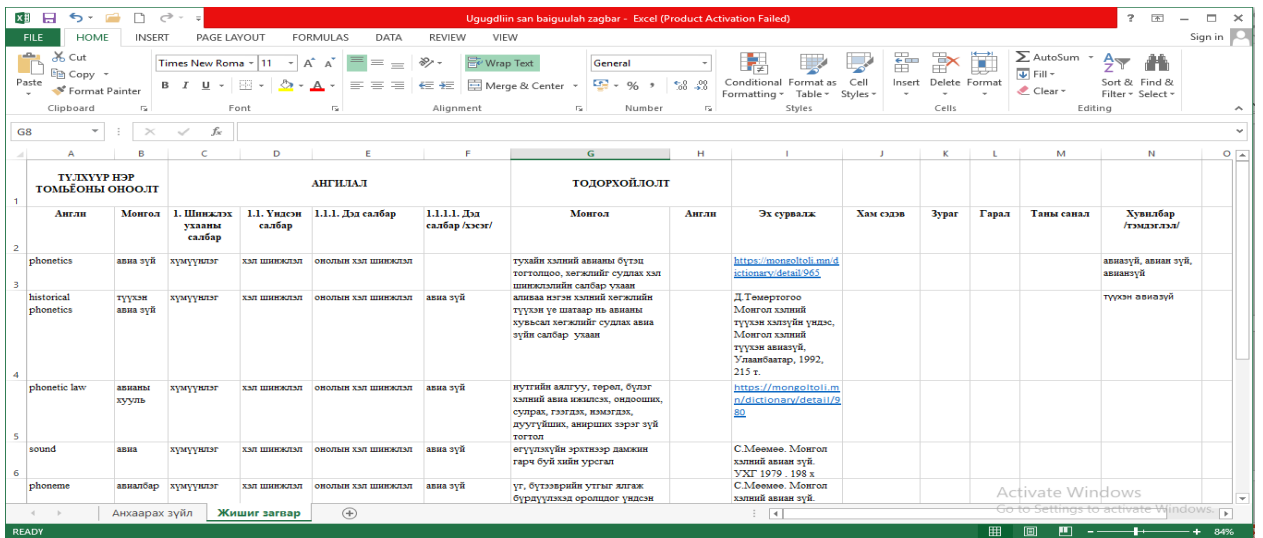 Ugugdliin san baiguulah zagbar - Excel (Product Activation Failed)
FILE HOME INSERT PAGE LAYOUT FORMULAS DATA REVIEW VIEW Sign in
Cut
Copy
Format Painter
Paste
Clipboard
Times New Roma 11
B I U
Font
Wrap Text
Merge & Center
Alignment
General
Number
Conditional Formatting
Format as Table
Cell Styles
Styles
Insert Delete Format
Cells
AutoSum
Fill
Clear
Sort & Filter
Find & Select
Editing
G8
A B C D E F G H I J K L M N O
1
ТҮЛХҮҮР НЭР
ТОМЬЁОНЫ ОНООЛТ
АНГИЛАЛ
ТОДОРХОЙЛОЛТ
2
Англи
Монгол
1. Шинжлэх
ухааны
салбар
1.1. Үндсэн
салбар
1.1.1. Дэд салбар
1.1.1.1. Дэд
салбар /хэсэг/
Монгол
Англи
Эх сурвалж
Хам сэдэв
Зураг
Гарал
Таны санал
Хувилбар
/тэмдэглэл/
3
phonetics
авиа зүй
хүмүүнлэг
хэл шинжлэл
онолын хэл шинжлэл
тухайн хэлний авианы бүтэц
тогтолцоо, хөгжлийг судлах хэл
шинжлэлийн салбар ухаан
https://mongoltoli.mn/d
ictionary/detail/965
авиазүй, авиан зүй,
авианзүй
4
historical
phonetics
түүхэн
авиа зүй
хүмүүнлэг
хэл шинжлэл
онолын хэл шинжлэл
авиа зүй
аливаа нэгэн хэлний хөгжлийн
түүхэн үе шатаар нь авианы
хувьсал хөгжлийг судлах авиа
зүйн салбар ухаан
Д.Төмөртогоо
Монгол хэлний
түүхэн хэлзүйн үндэс,
Монгол хэлний
түүхэн авиазүй,
Улаанбаатар, 1992,
215 т.
түүхэн авиазүй
5
phonetic law
авианы
хууль
хүмүүнлэг
хэл шинжлэл
онолын хэл шинжлэл
авиа зүй
нутгийн аялгуу, төрөл, бүлэг
хэлний авиа ижилсэх, ондоошиx,
сулрах, гээгдэх, нэмэгдэх,
дуугүйших, анирших зэрэг зүй
тогтол
https://mongoltoli.m
n/dictionary/detail/9
80
6
sound
авиа
хүмүүнлэг
хэл шинжлэл
онолын хэл шинжлэл
авиа зүй
өгүүлэхүйн эрхтнээр дамжин
гарч буй хийн урсгал
С.Мөөмөө. Монгол
хэлний авиан зүй.
УХГ 1979 . 198 х
phoneme
авиалбар
хүмүүнлэг
хэл шинжлэл
онолын хэл шинжлэл
авиа зүй
үг, бүтээврийн утгыг ялгаж
бүрдүүлэхэд оролцдог үндсэн
С.Мөөмөө. Монгол
хэлний авиан зүй.
Activate Windows
Go to Settings to activate Windows.
Анхаарах зүйл Жишиг загвар
READY 84%